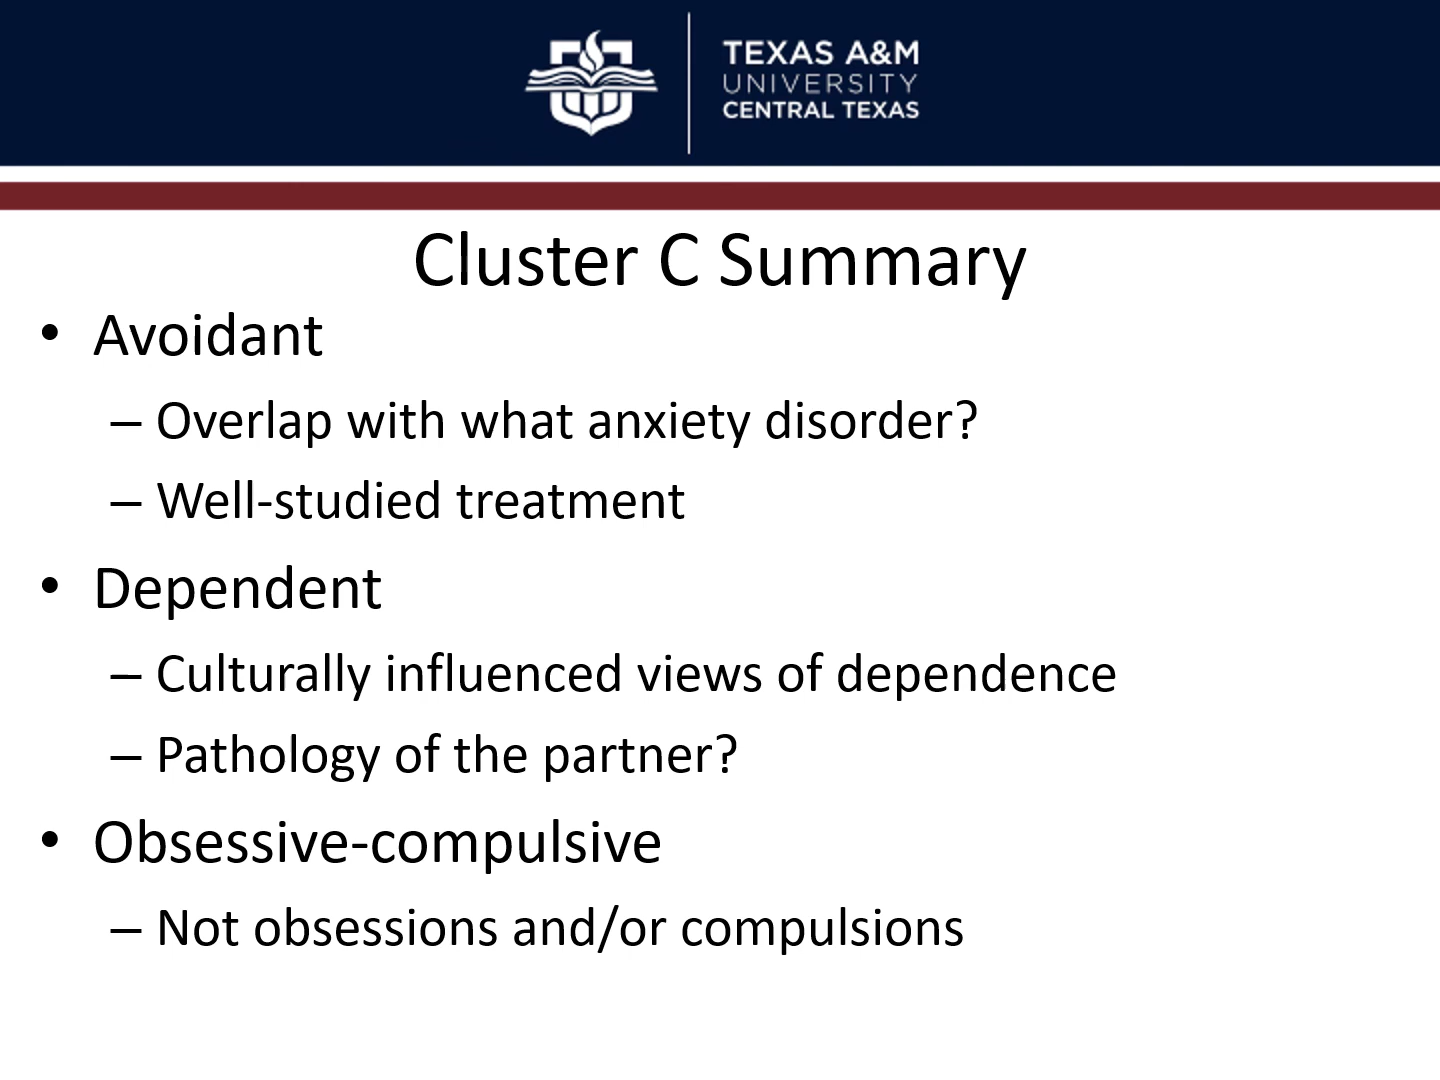 TEXAS A&M
UNIVERSITY
CENTRAL TEXAS
Cluster C Summary
• Avoidant
– Overlap with what anxiety disorder?
– Well-studied treatment
• Dependent
– Culturally influenced views of dependence
– Pathology of the partner?
• Obsessive-compulsive
– Not obsessions and/or compulsions